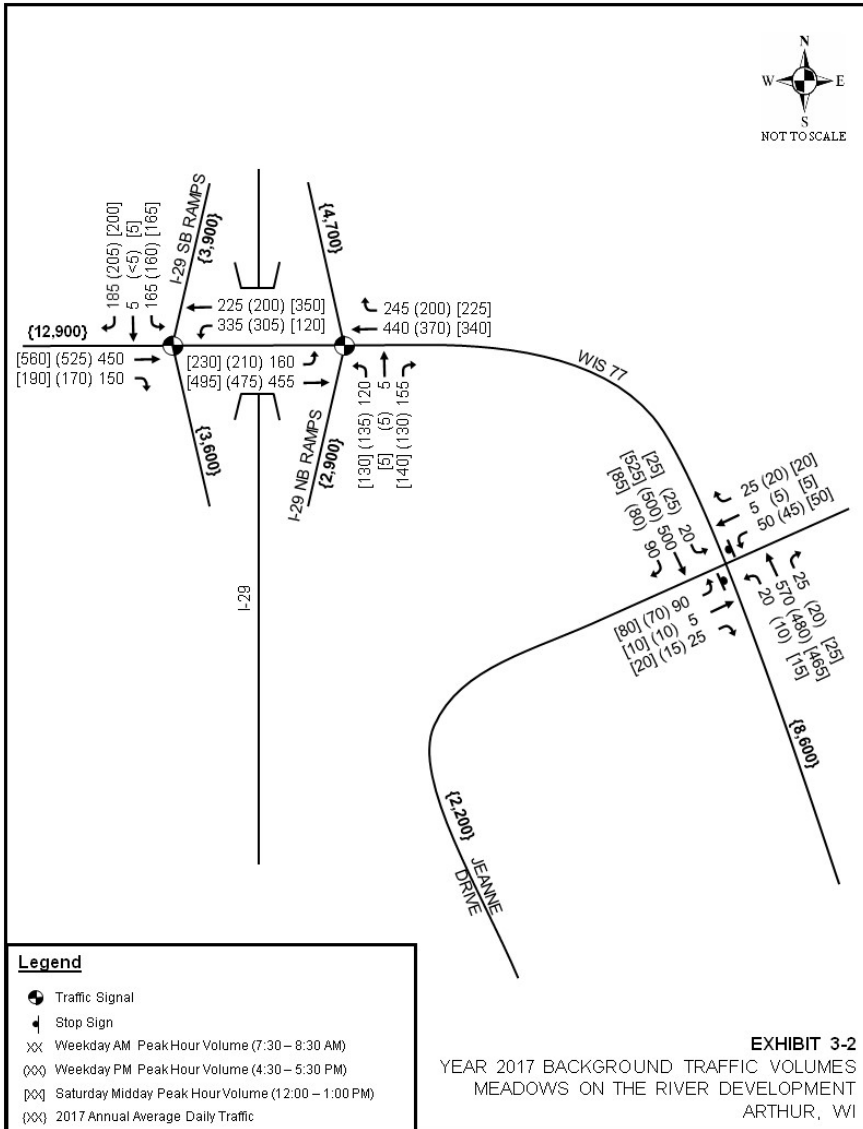 N
W E
S
NOT TO SCALE
I-29 SB RAMPS
{3,900}
{4,700}
185 (205) [200]
5 (<5) [5]
165 (160) [165]
225 (200) [350]
335 (305) [120]
245 (200) [225]
440 (370) [340]
{12,900}
[560] (525) 450
[190] (170) 150
[230] (210) 160
[495] (475) 455
WIS 77
{3,600}
I-29 NB RAMPS
{2,900}
[130] (135) 120
[5] (5) 5
[140] (130) 155
[25] (25) 20
[525] (500) 500
[85] (80) 90
25 (20) [20]
5 (5) [5]
50 (45) [50]
I-29
[80] (70) 90
[10] (10) 5
[20] (15) 25
25 (20) [25]
570 (480) [465]
20 (10) [15]
{8,600}
{2,200}
JEANNE
DRIVE
Legend
Traffic Signal
Stop Sign
XX Weekday AM Peak Hour Volume (7:30 – 8:30 AM)
(XX) Weekday PM Peak Hour Volume (4:30 – 5:30 PM)
[XX] Saturday Midday Peak Hour Volume (12:00 – 1:00 PM)
{XX} 2017 Annual Average Daily Traffic
EXHIBIT 3-2
YEAR 2017 BACKGROUND TRAFFIC VOLUMES
MEADOWS ON THE RIVER DEVELOPMENT
ARTHUR, WI